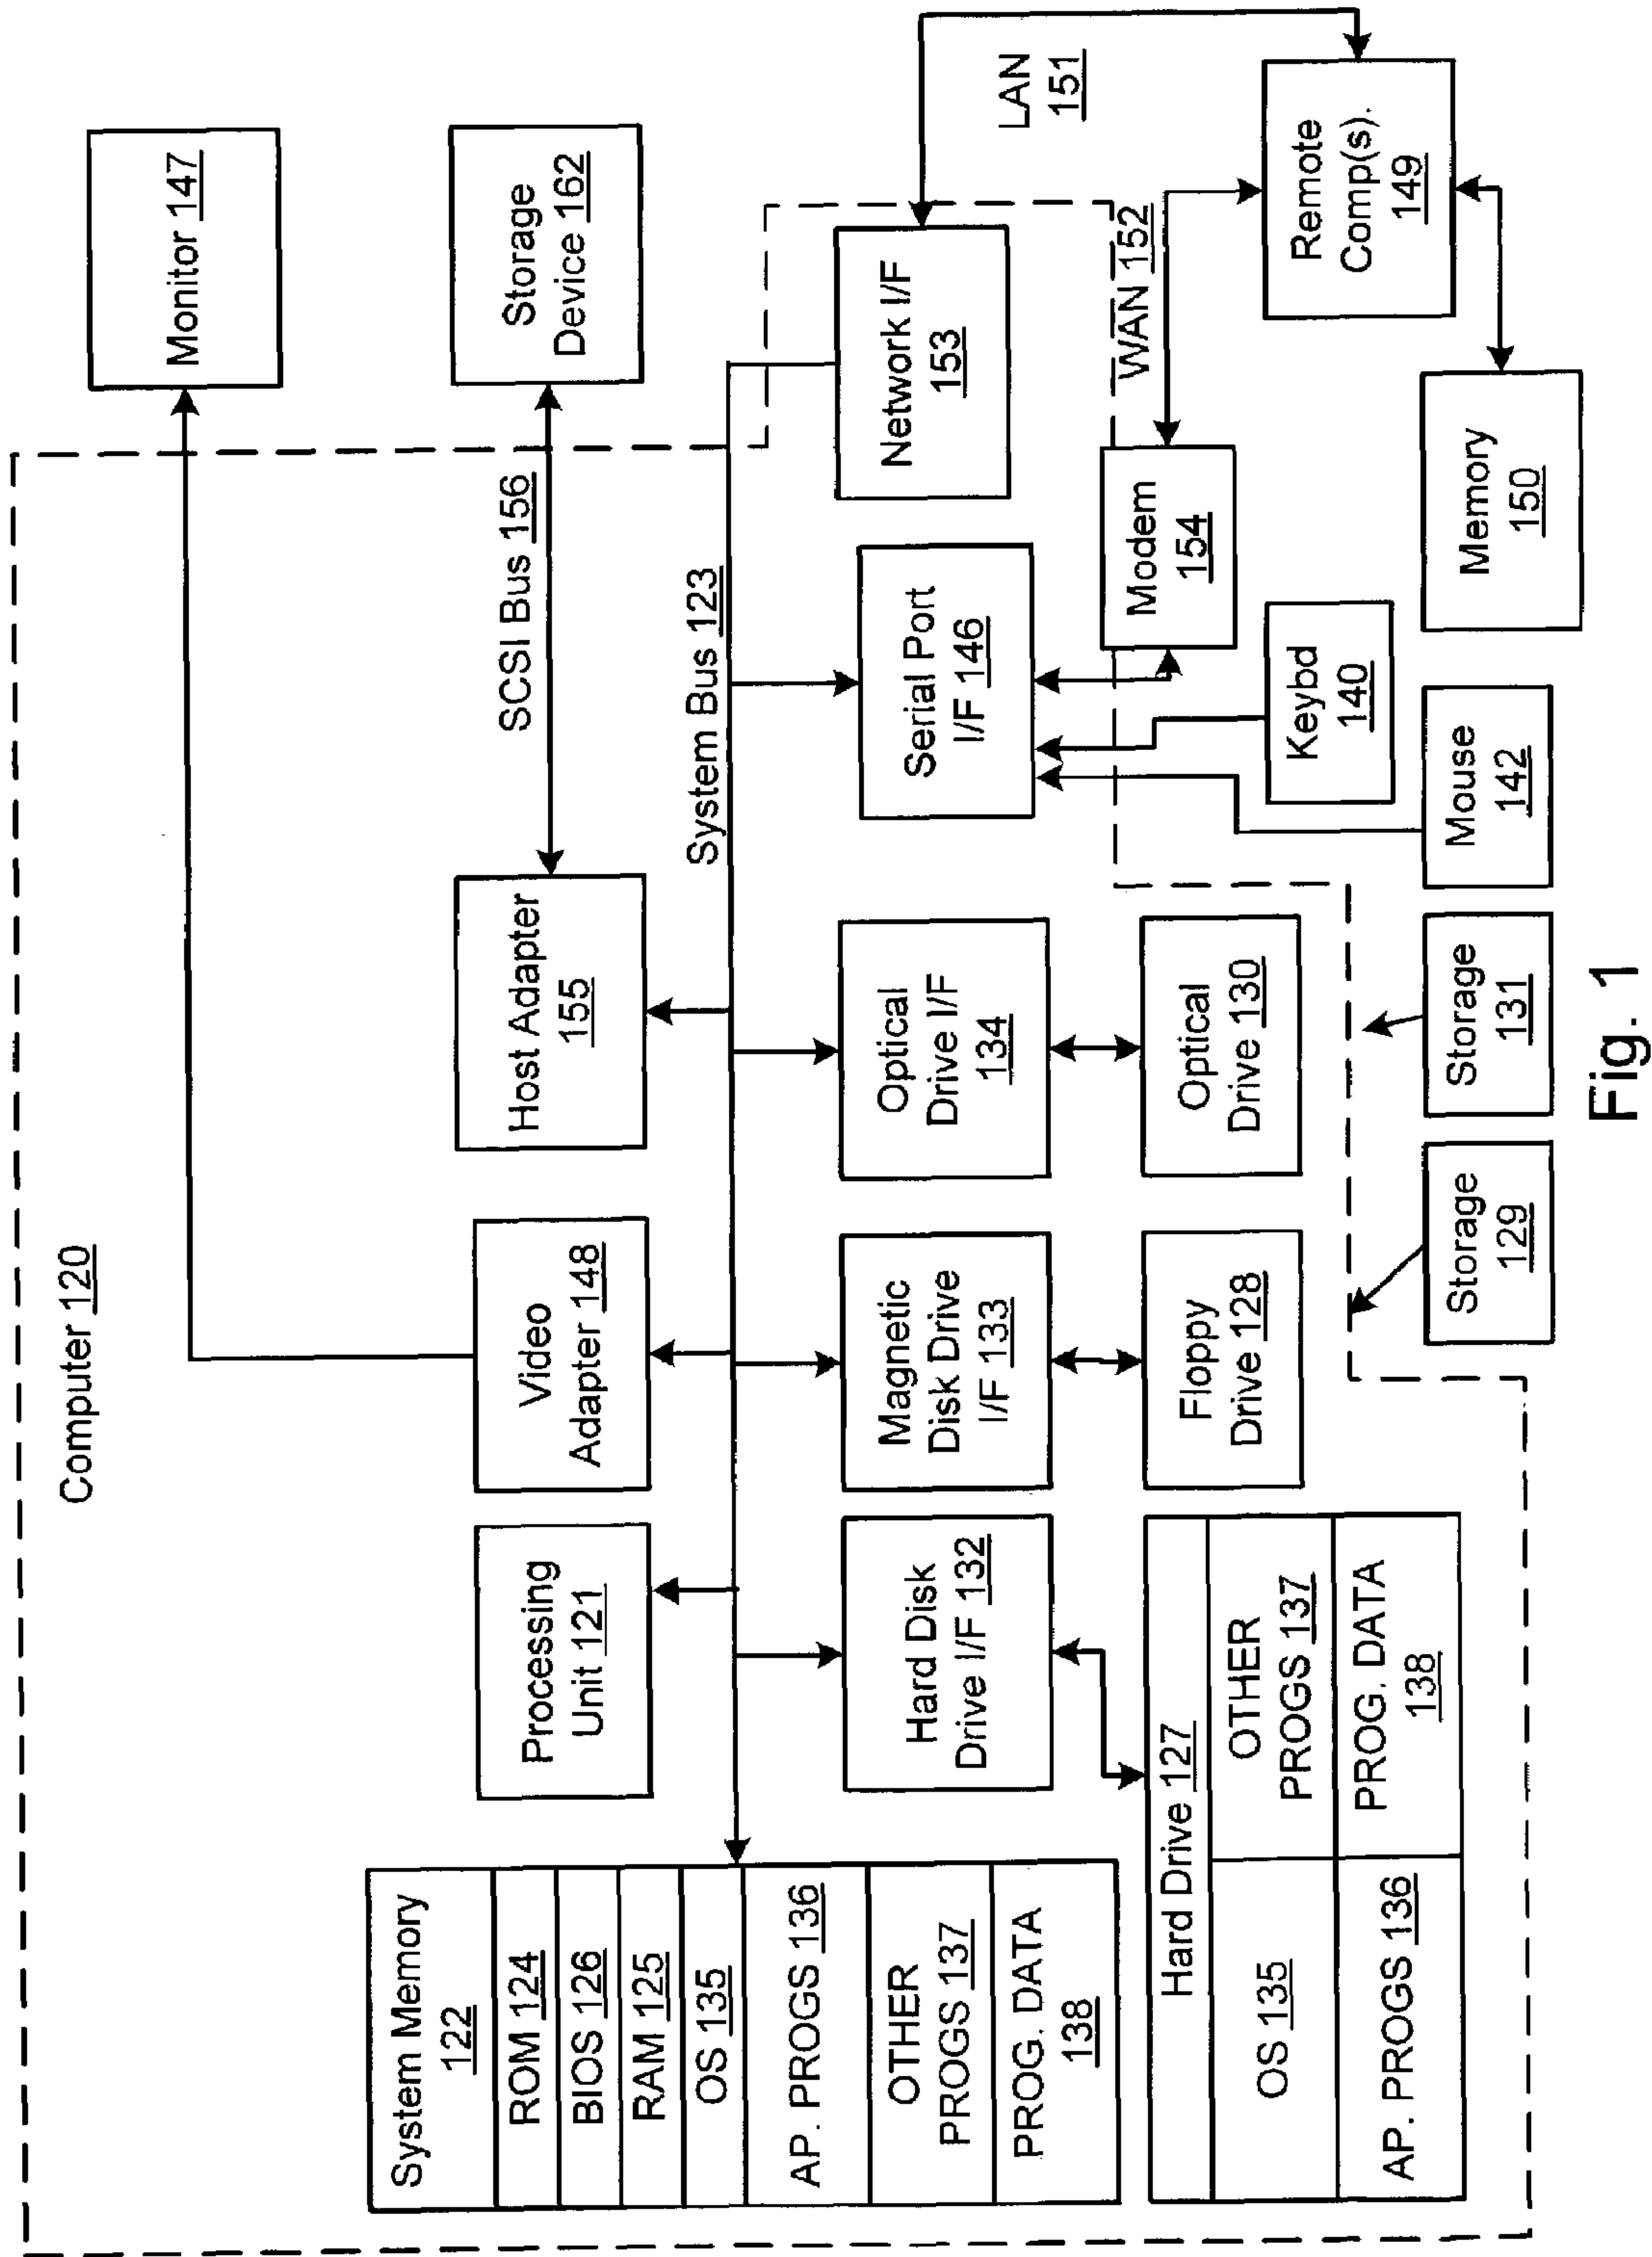 Computer 120
System Memory
122
ROM 124
BIOS 126
RAM 125
OS 135
AP. PROGS 136
OTHER
PROGS 137
PROG. DATA
138
Processing
Unit 121
Video
Adapter 148
Host Adapter
155
SCSI Bus 156
Monitor 147
Storage
Device 162
System Bus 123
Hard Disk
Drive I/F 132
Magnetic
Disk Drive
I/F 133
Optical
Drive I/F
134
Serial Port
I/F 146
Network I/F
153
LAN
151
Hard Drive 127
OS 135
OTHER
PROGS 137
AP. PROGS 136
PROG. DATA
138
Floppy
Drive 128
Optical
Drive 130
Modem
154
WAN 152
Remote
Comp(s).
149
Keybd
140
Storage
129
Storage
131
Mouse
142
Memory
150
Fig. 1